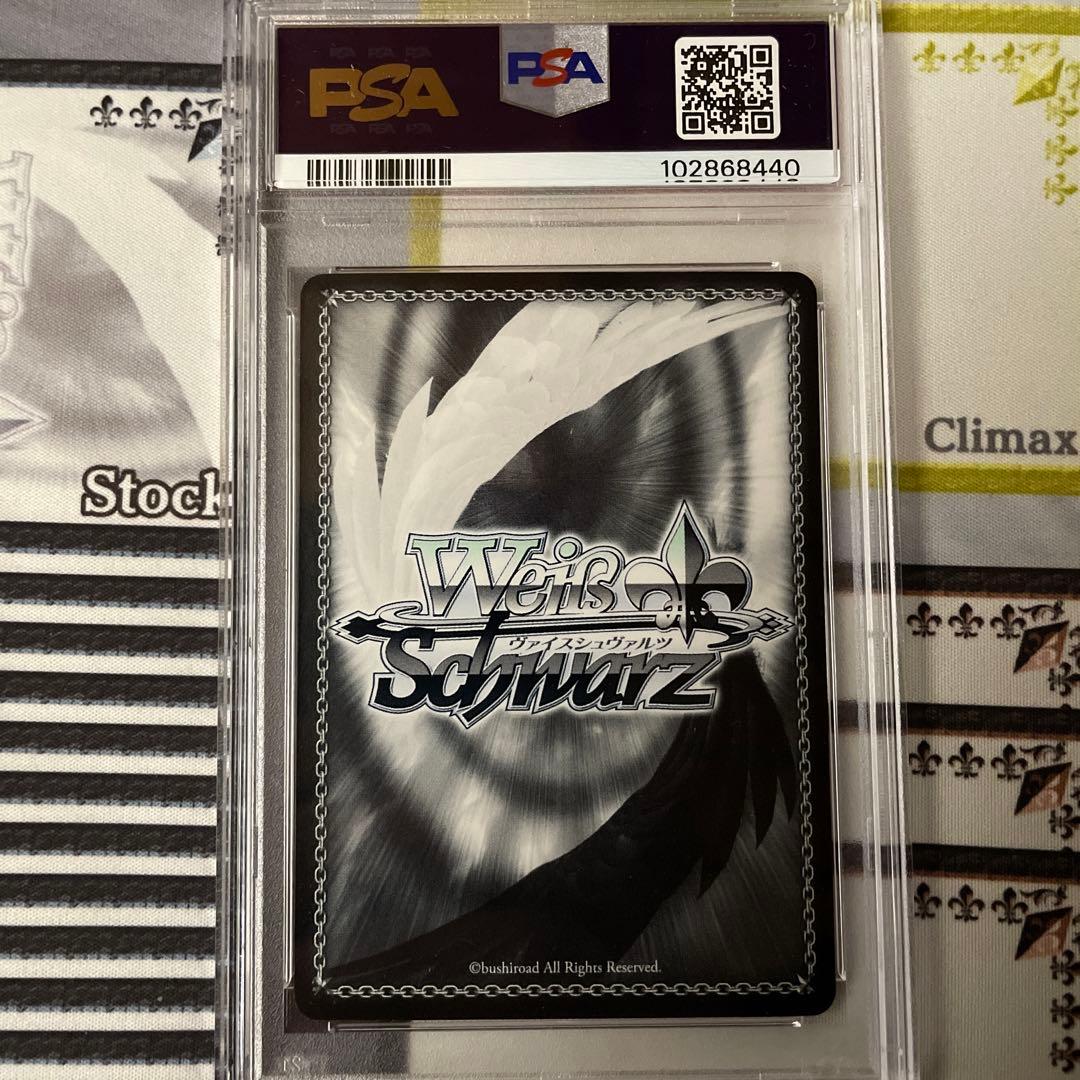 PSA
PSA
102868440
Stock
Climax
Weiß
ヴァイスシュヴァルツ
Schwarz
©bushiroad All Rights Reserved.